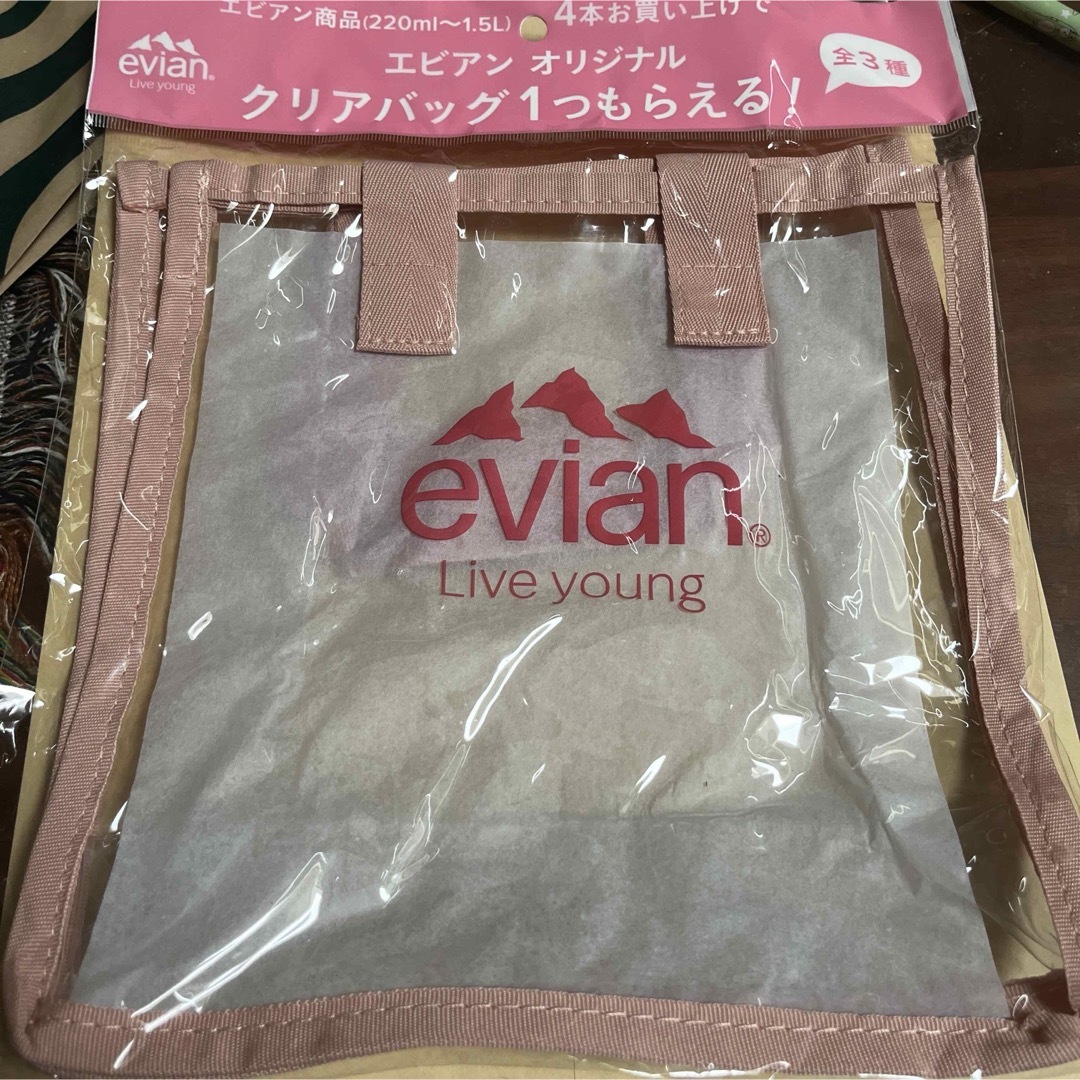 エビアン商品(220ml〜1.5L) 4本お買い上げで
エビアン オリジナル
クリアバッグ1つもらえる!
全3種
evian®
Live young
evian®
Live young